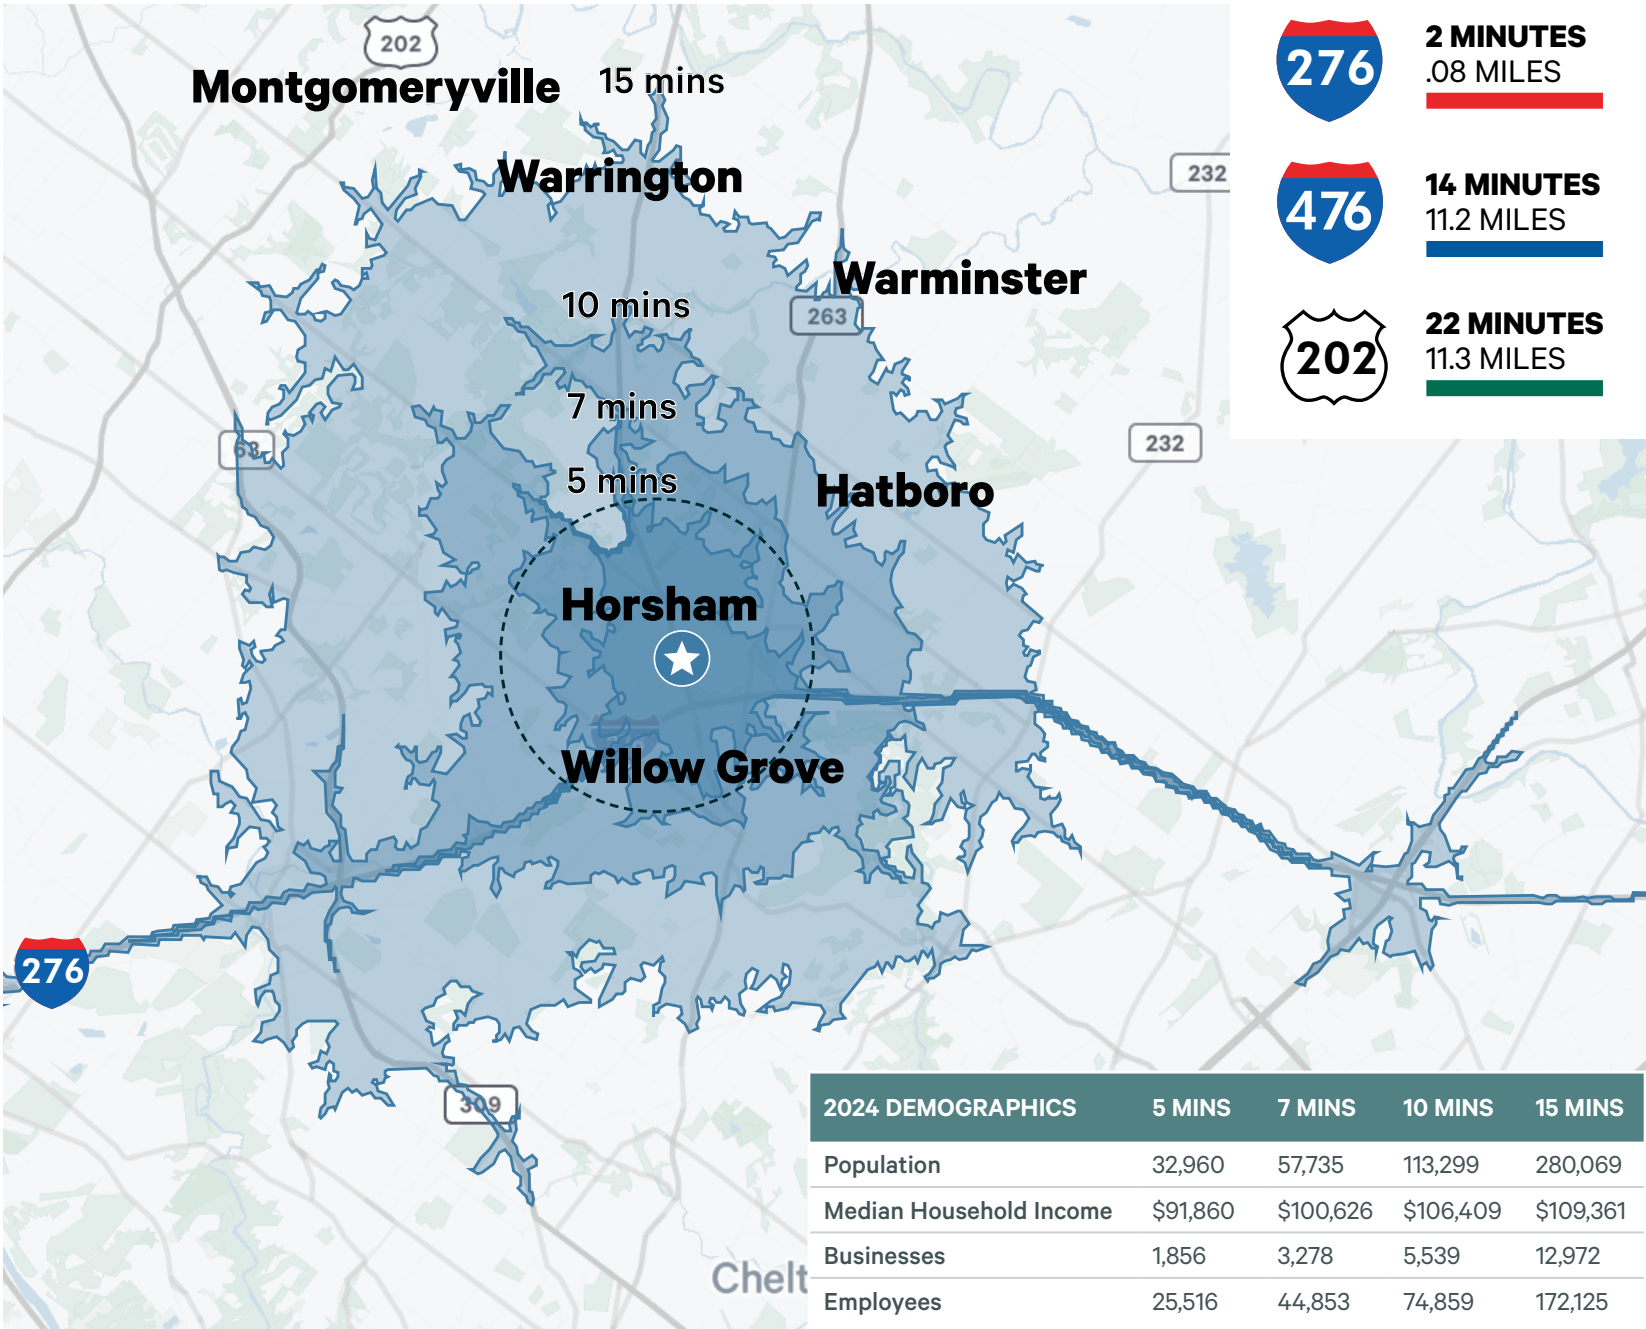 202
Montgomeryville
15 mins
Warrington
232
276
2 MINUTES
.08 MILES
476
14 MINUTES
11.2 MILES
202
22 MINUTES
11.3 MILES
Warminster
10 mins
263
7 mins
63
232
5 mins
Hatboro
Horsham
Willow Grove
276
309
Chelt
2024 DEMOGRAPHICS 5 MINS 7 MINS 10 MINS 15 MINS
Population 32,960 57,735 113,299 280,069
Median Household Income $91,860 $100,626 $106,409 $109,361
Businesses 1,856 3,278 5,539 12,972
Employees 25,516 44,853 74,859 172,125